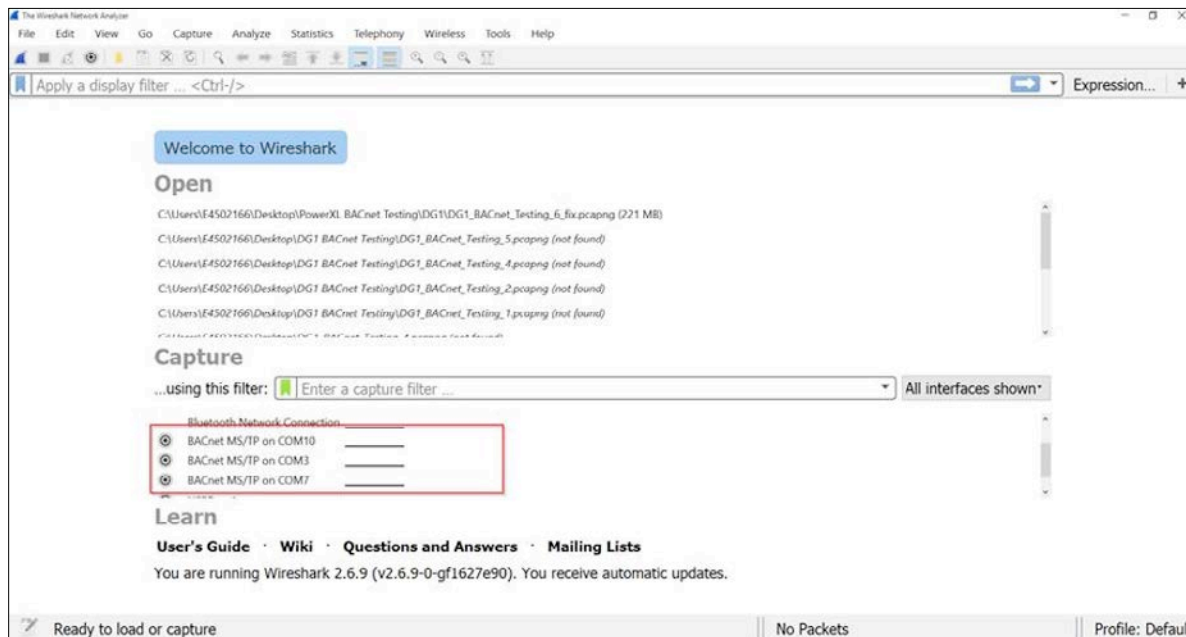 The Wireshark Network Analyzer
File Edit View Go Capture Analyze Statistics Telephony Wireless Tools Help
Apply a display filter ... <Ctrl-/>
Expression... +
Welcome to Wireshark
Open
C:\Users\E4502166\Desktop\PowerXL BACnet Testing\DG1\DG1_BACnet_Testing_6_fix.pcapng (221 MB)
C:\Users\E4502166\Desktop\DG1 BACnet Testing\DG1_BACnet_Testing_5.pcapng (not found)
C:\Users\E4502166\Desktop\DG1 BACnet Testing\DG1_BACnet_Testing_4.pcapng (not found)
C:\Users\E4502166\Desktop\DG1 BACnet Testing\DG1_BACnet_Testing_2.pcapng (not found)
C:\Users\E4502166\Desktop\DG1 BACnet Testing\DG1_BACnet_Testing_1.pcapng (not found)
Capture
...using this filter: Enter a capture filter ... All interfaces shown
Bluetooth Network Connection
BACnet MS/TP on COM10
BACnet MS/TP on COM3
BACnet MS/TP on COM7
Learn
User's Guide · Wiki · Questions and Answers · Mailing Lists
You are running Wireshark 2.6.9 (v2.6.9-0-gf1627e90). You receive automatic updates.
Ready to load or capture No Packets Profile: Defaul